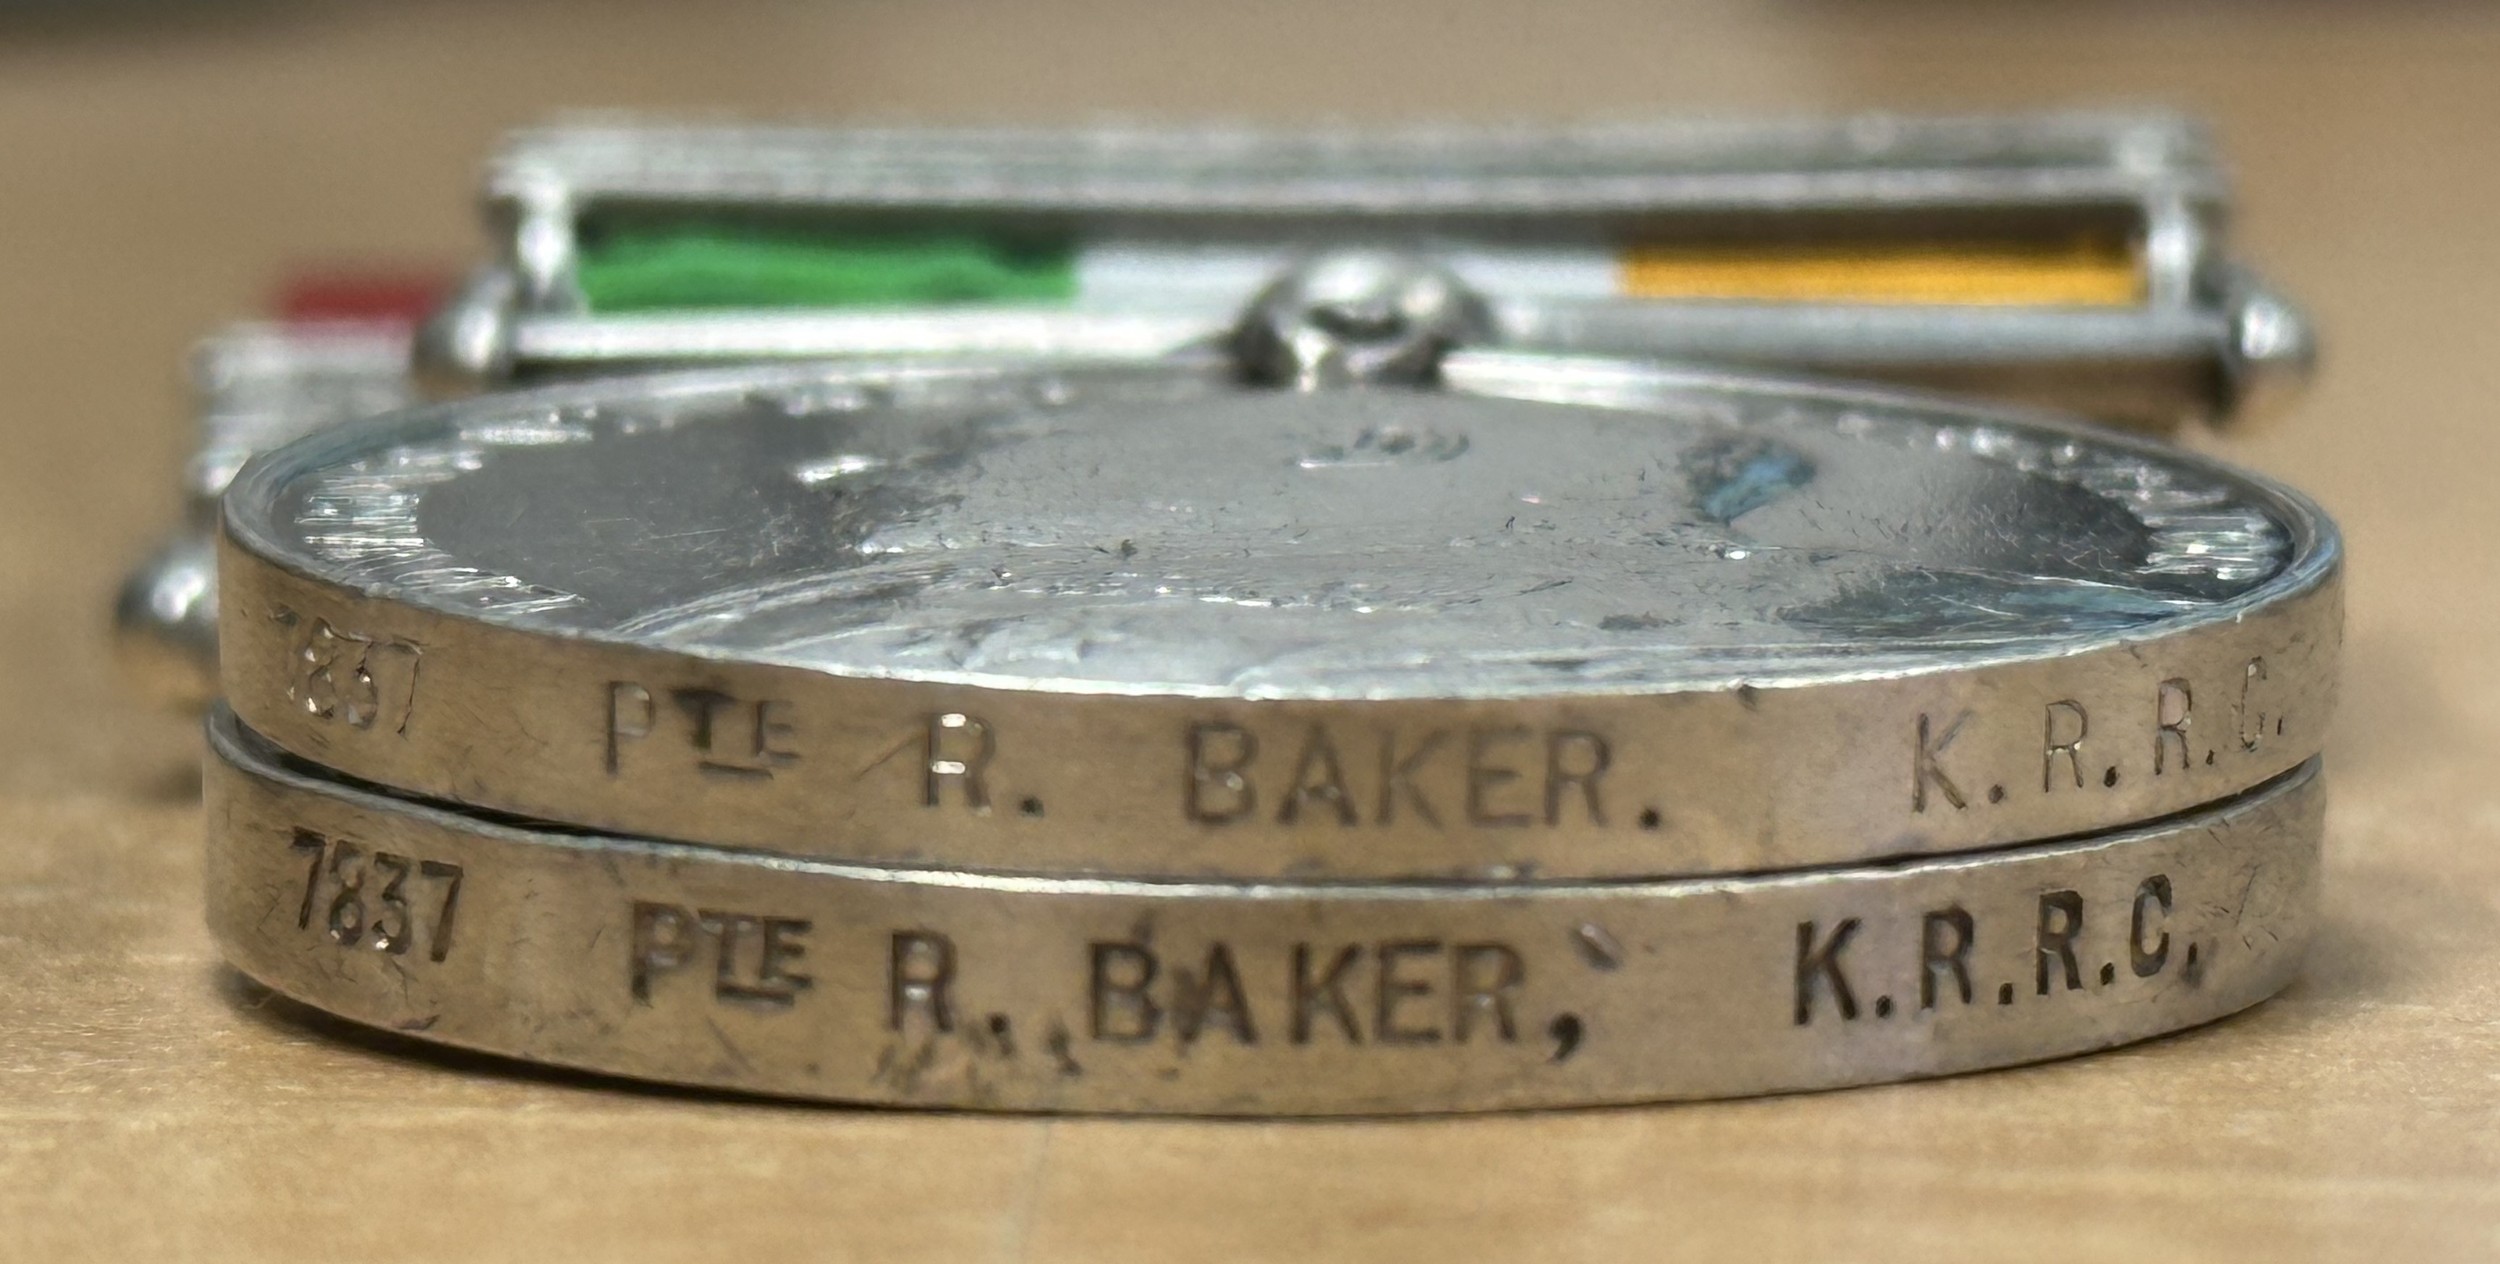 7837 PTE R. BAKER. K.R.R.C.
7837 PTE R. BAKER, K.R.R.C.